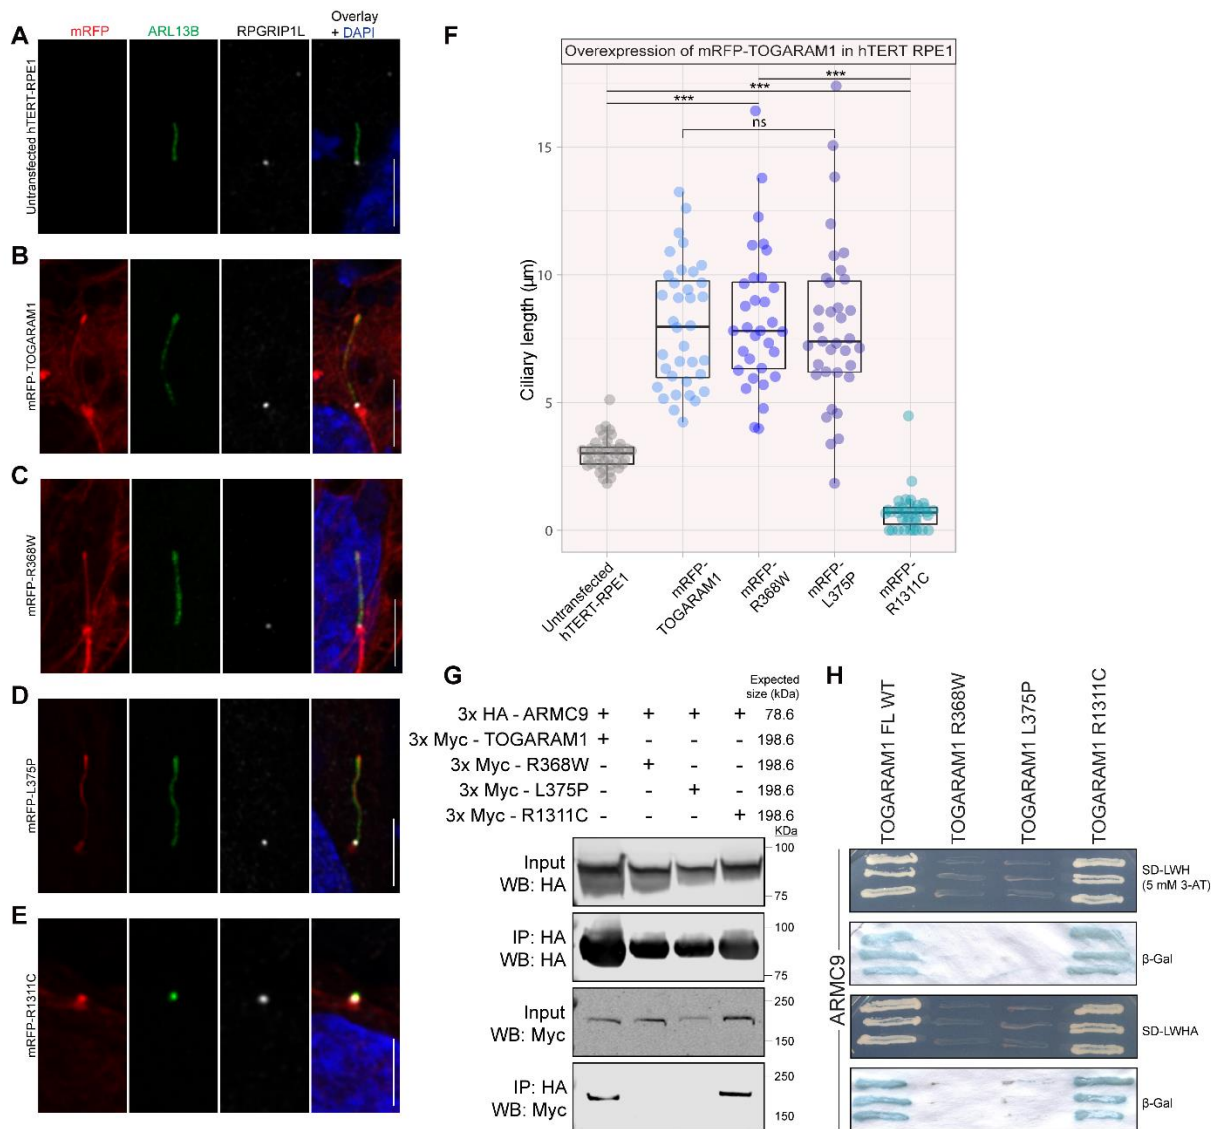 A
mRFP
ARL13B
RPGRIP1L
Overlay
+ DAPI
Untransfected hTERT-RPE1
B
mRFP-TOGARAM1
C
mRFP-R368W
D
mRFP-L375P
E
mRFP-R1311C
F
Overexpression of mRFP-TOGARAM1 in hTERT RPE1
***
***
***
ns
Ciliary length (µm)
15
10
5
0
Untransfected
hTERT-RPE1
mRFP-
TOGARAM1
mRFP-
R368W
mRFP-
L375P
mRFP-
R1311C
G
Expected
size (kDa)
3x HA - ARMC9 + + + + 78.6
3x Myc - TOGARAM1 + - - - 198.6
3x Myc - R368W - + - - 198.6
3x Myc - L375P - - + - 198.6
3x Myc - R1311C - - - + 198.6
KDa
Input
WB: HA
100
75
IP: HA
WB: HA
100
75
Input
WB: Myc
250
150
IP: HA
WB: Myc
250
150
H
TOGARAM1 FL WT
TOGARAM1 R368W
TOGARAM1 L375P
TOGARAM1 R1311C
ARMC9
SD-LWH
(5 mM 3-AT)
β-Gal
SD-LWHA
β-Gal